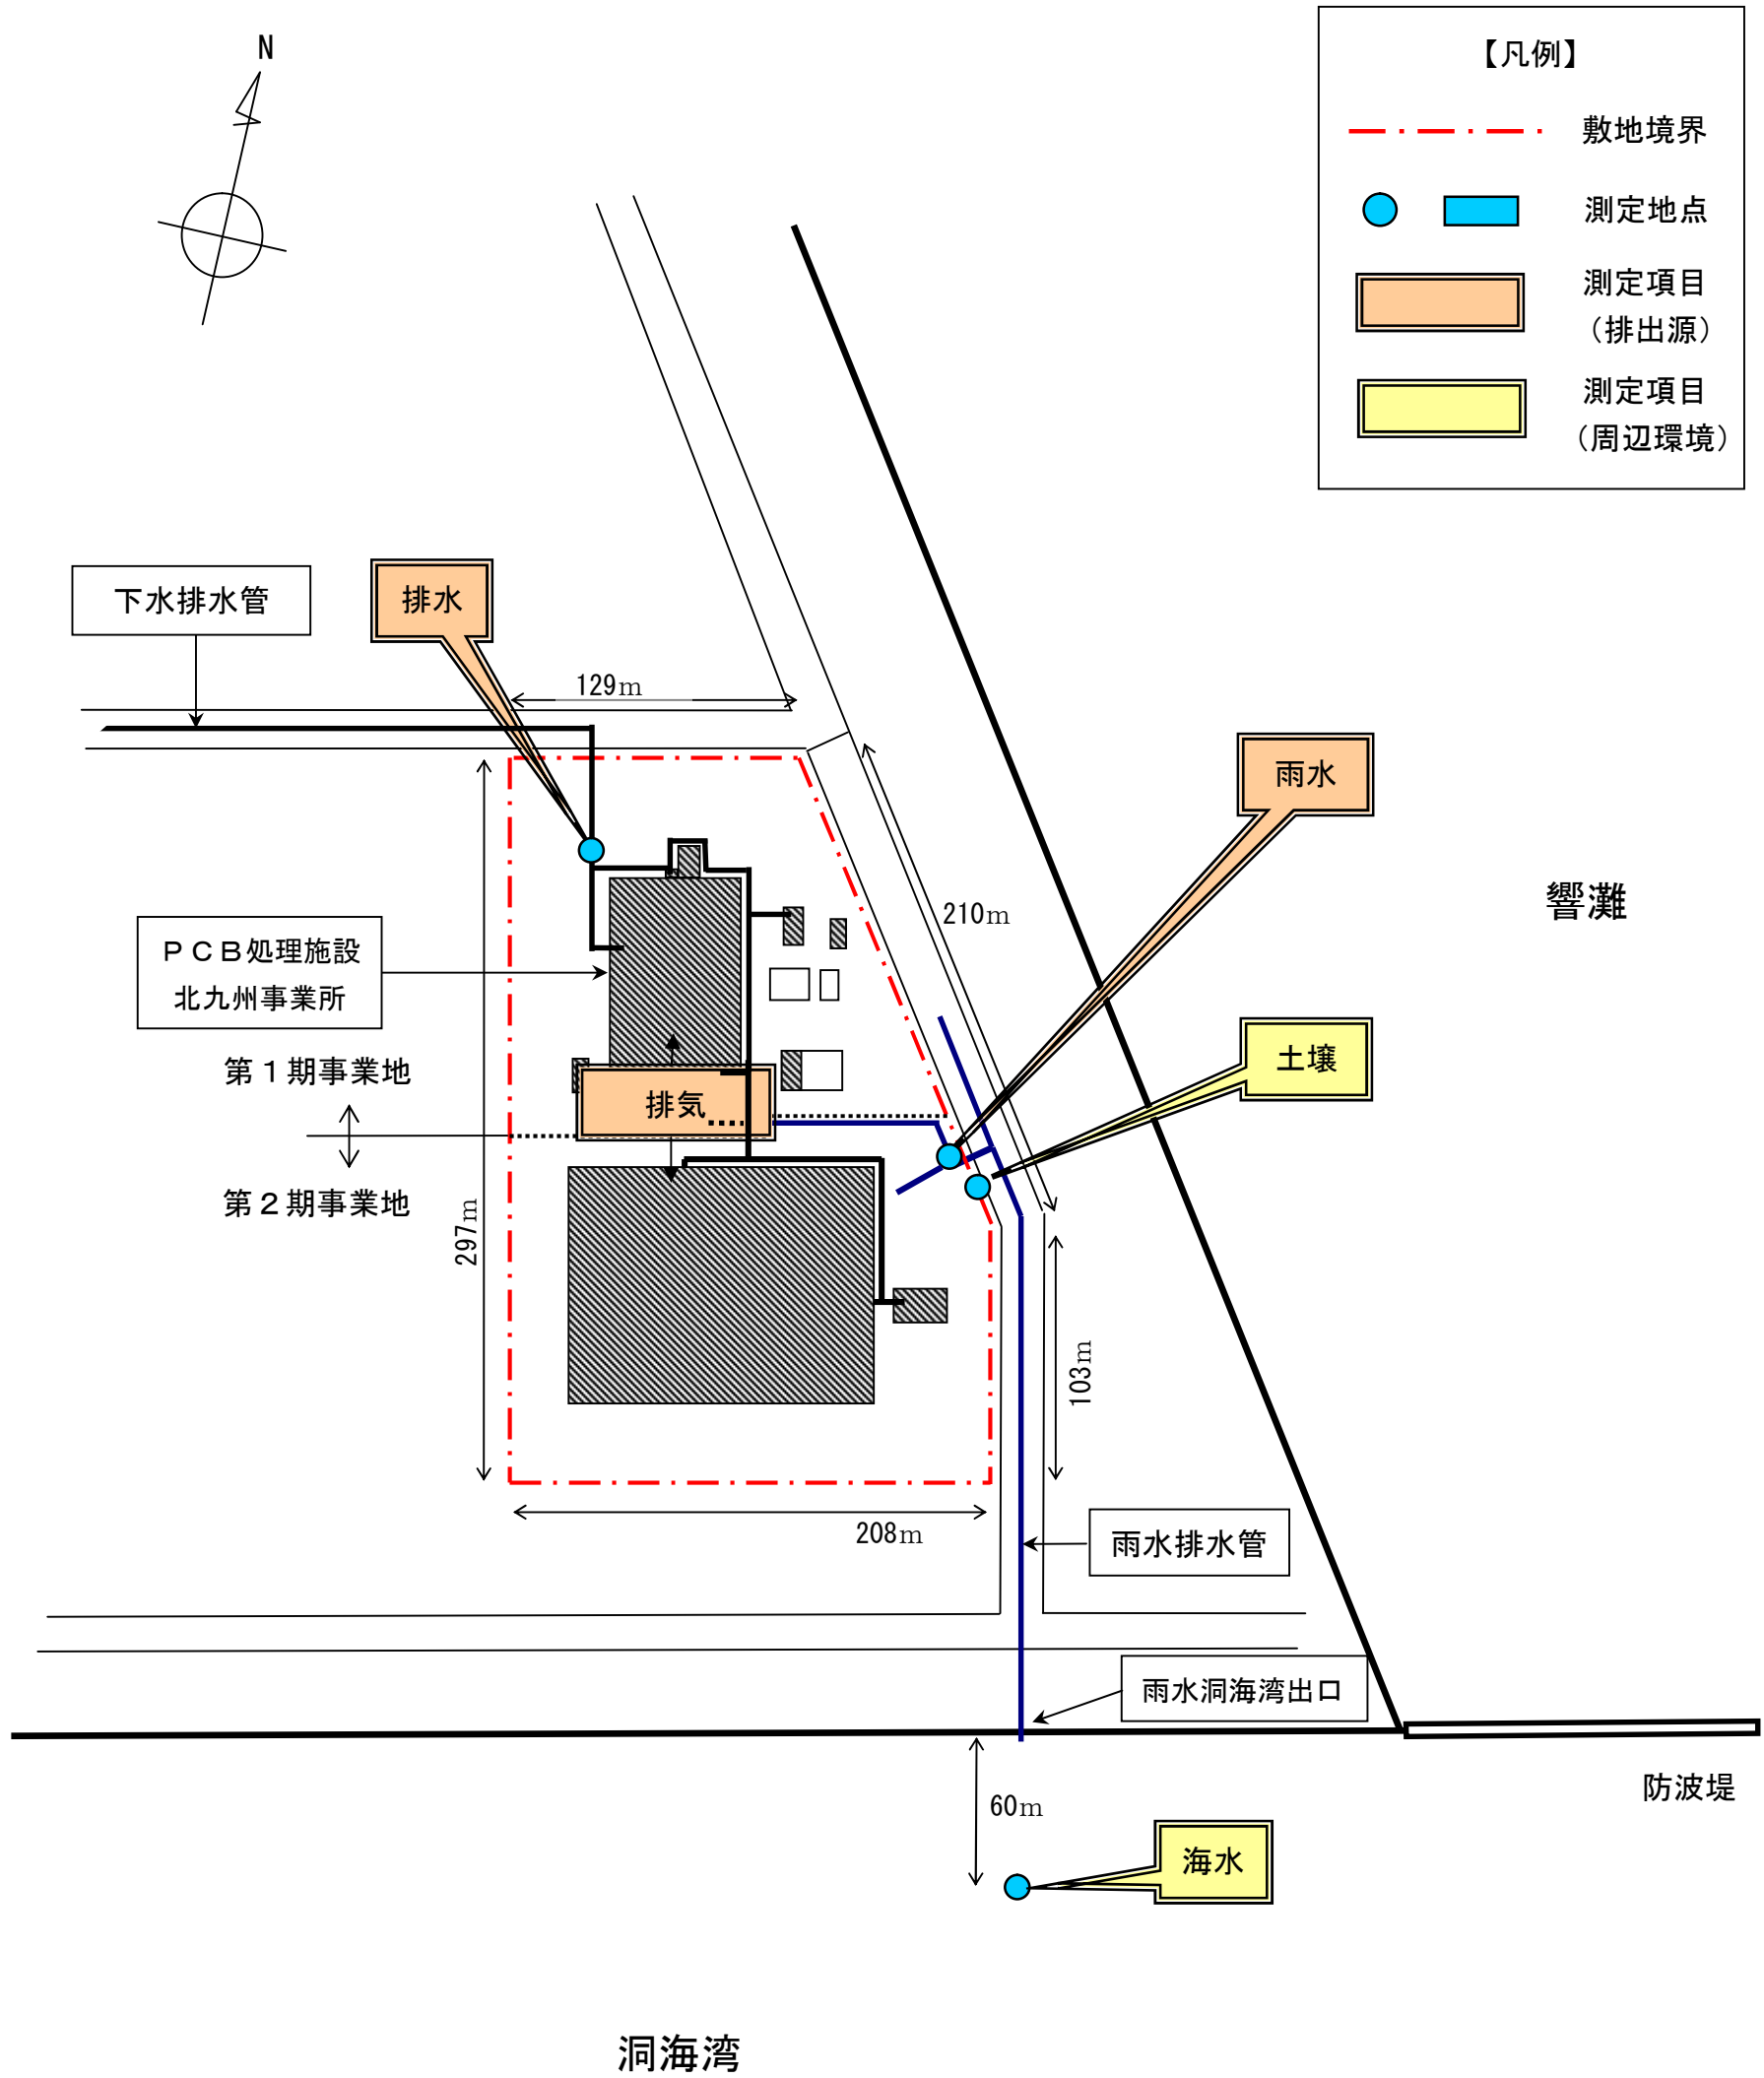 N
【凡例】
敷地境界
測定地点
測定項目
（排出源）
測定項目
（周辺環境）
下水排水管
排水
129m
雨水
210m
響灘
ＰＣＢ処理施設
北九州事業所
土壌
第１期事業地
排気
第２期事業地
297m
103m
208m
雨水排水管
雨水洞海湾出口
防波堤
60m
海水
洞海湾